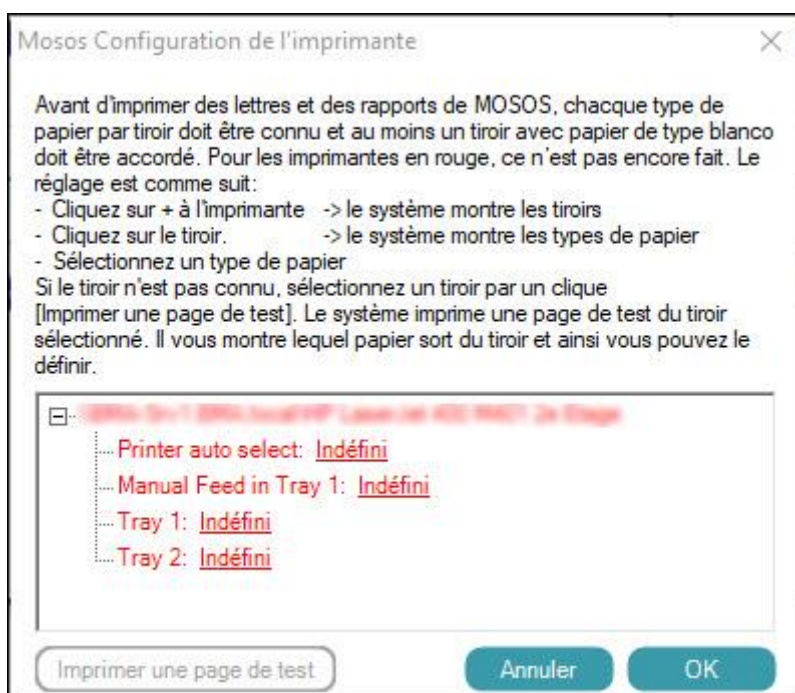 Mosos Configuration de l'imprimante
Avant d'imprimer des lettres et des rapports de MOSOS, chacque type de
papier par tiroir doit être connu et au moins un tiroir avec papier de type blanco
doit être accordé. Pour les imprimantes en rouge, ce n'est pas encore fait. Le
réglage est comme suit:
- Cliquez sur + à l'imprimante -> le système montre les tiroirs
- Cliquez sur le tiroir. -> le système montre les types de papier
- Sélectionnez un type de papier
Si le tiroir n'est pas connu, sélectionnez un tiroir par un clique
[Imprimer une page de test]. Le système imprime une page de test du tiroir
sélectionné. Il vous montre lequel papier sort du tiroir et ainsi vous pouvez le
définir.
Printer auto select: Indéfini
Manual Feed in Tray 1: Indéfini
Tray 1: Indéfini
Tray 2: Indéfini
Imprimer une page de test Annuler OK